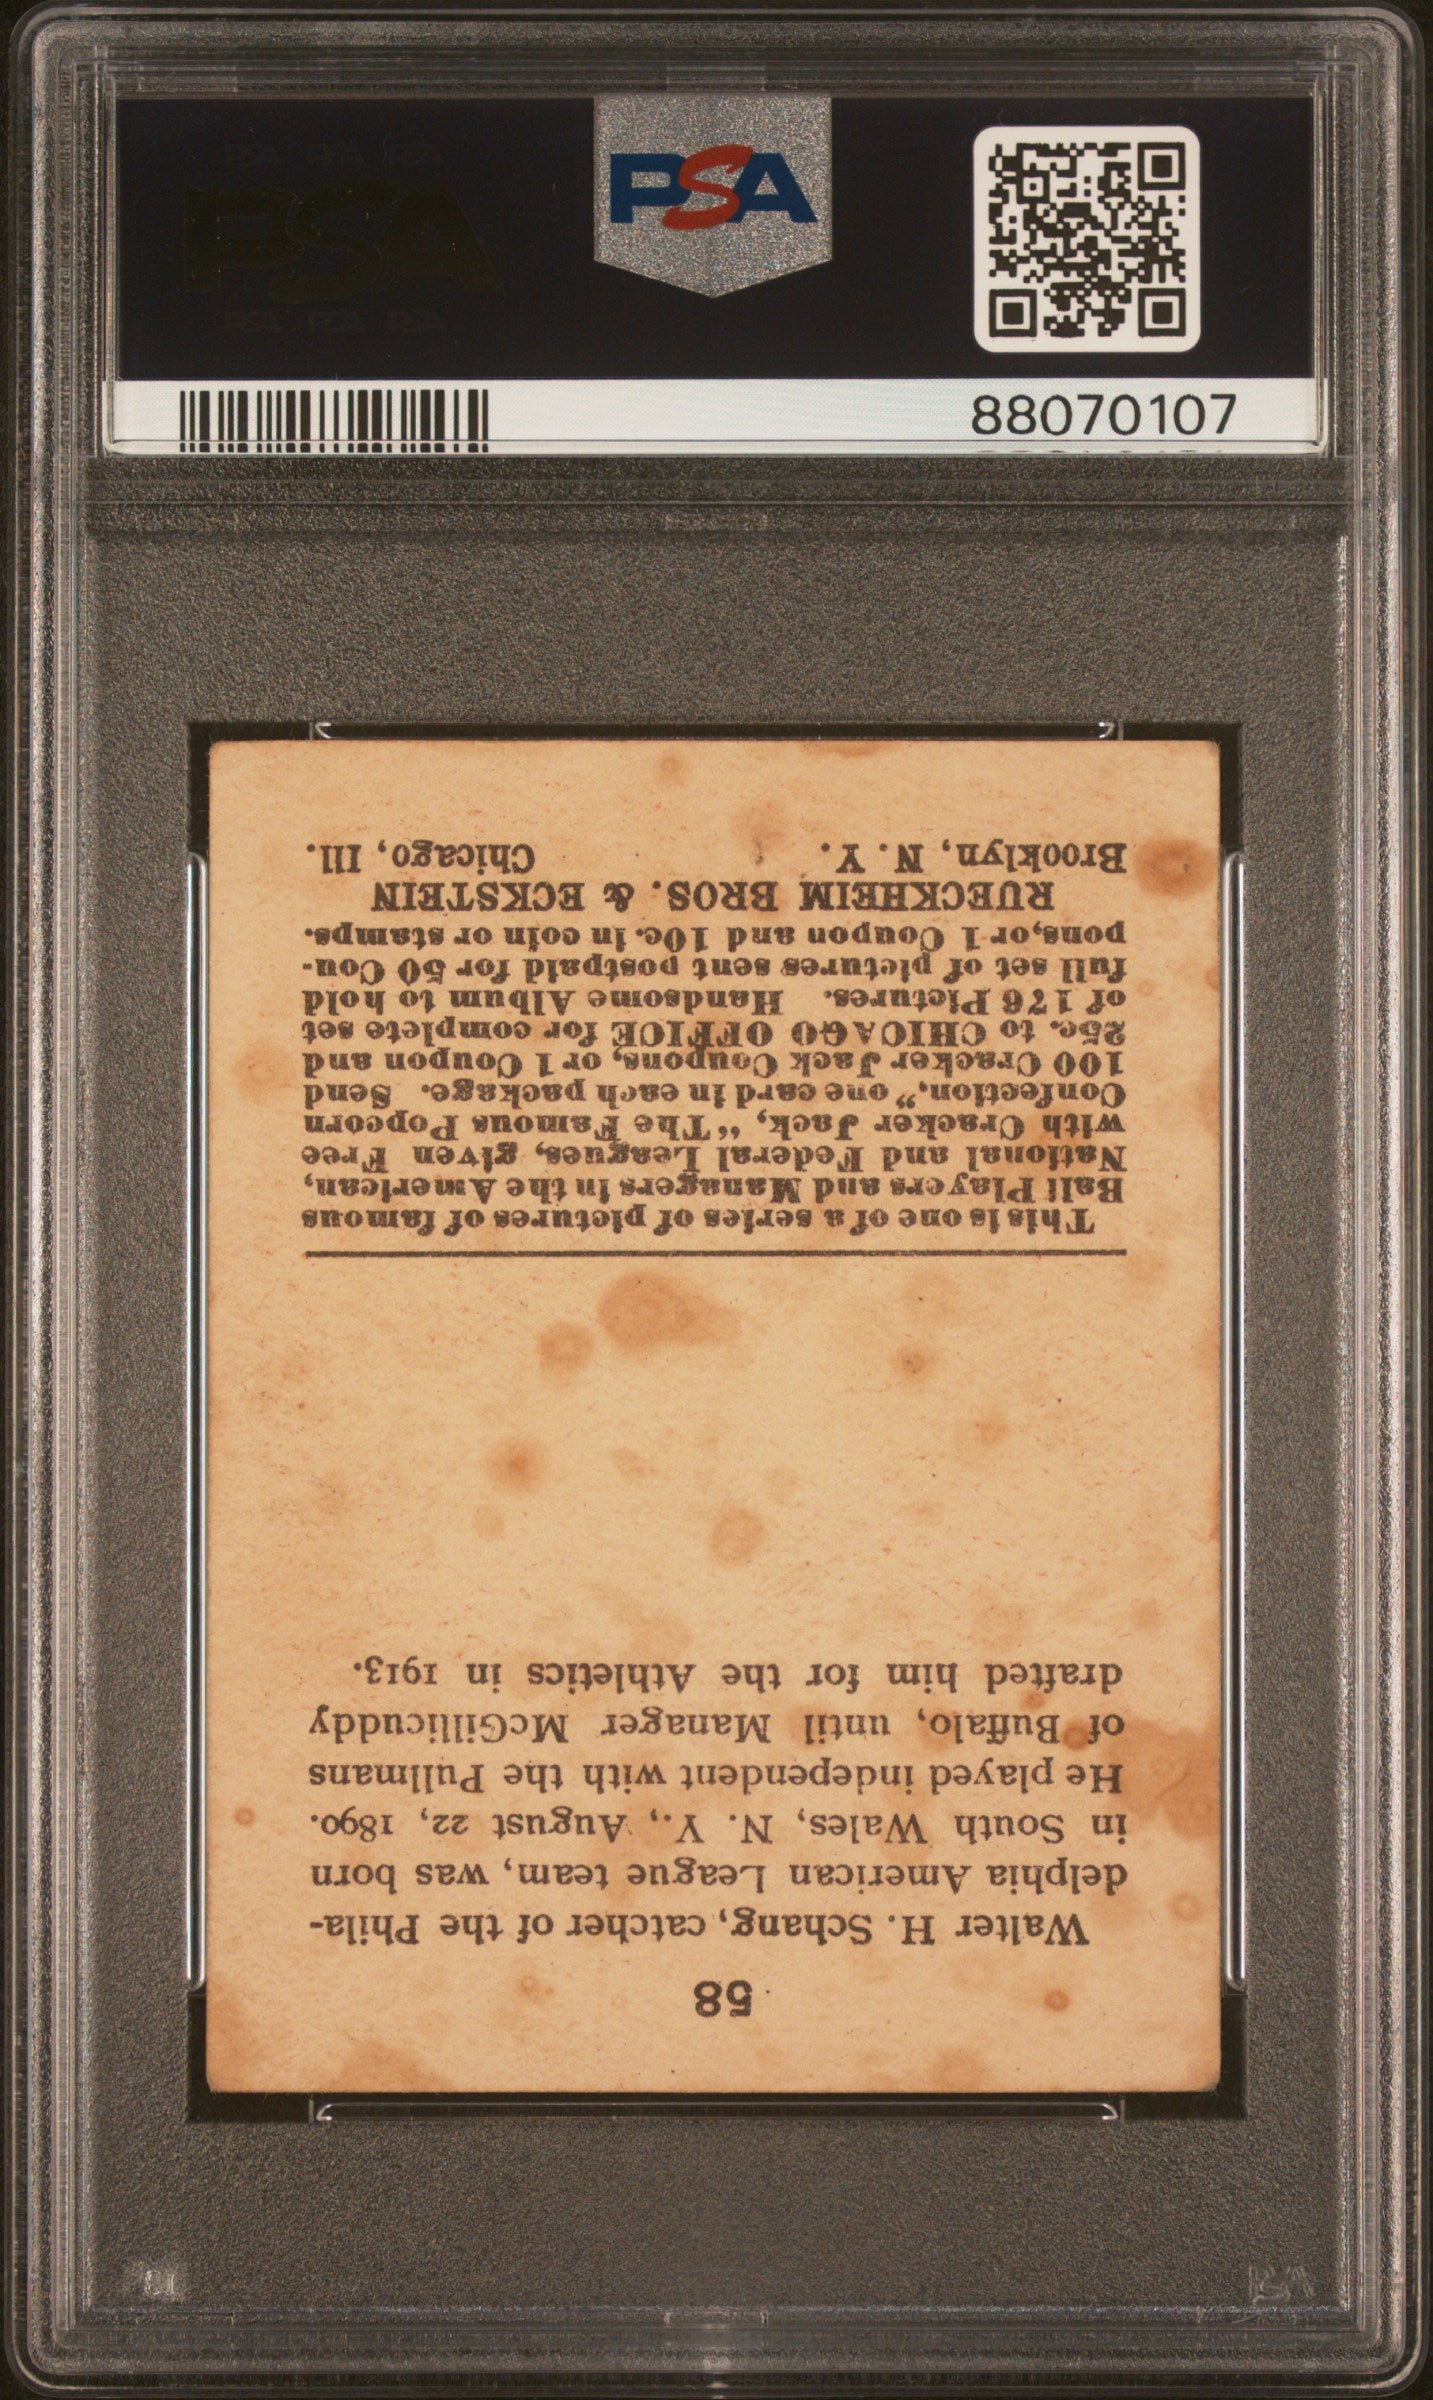 PSA
88070107
58
Walter H. Schang, catcher of the Phila-
delphia American League team, was born
in South Wales, N. Y., August 22, 1890.
He played independent with the Pullmans
of Buffalo, until Manager McGillicuddy
drafted him for the Athletics in 1913.
This is one of a series of pictures of famous
Ball Players and Managers in the American,
National and Federal Leagues, given Free
with Cracker Jack, "The Famous Popcorn
Confection," one card in each package. Send
100 Cracker Jack Coupons, or 1 Coupon and
25c. to CHICAGO OFFICE for complete set
of 176 Pictures. Handsome Album to hold
full set of pictures sent postpaid for 50 Cou-
pons, or 1 Coupon and 10c. in coin or stamps.
RUECKHEIM BROS. & ECKSTEIN
Brooklyn, N. Y. Chicago, Ill.